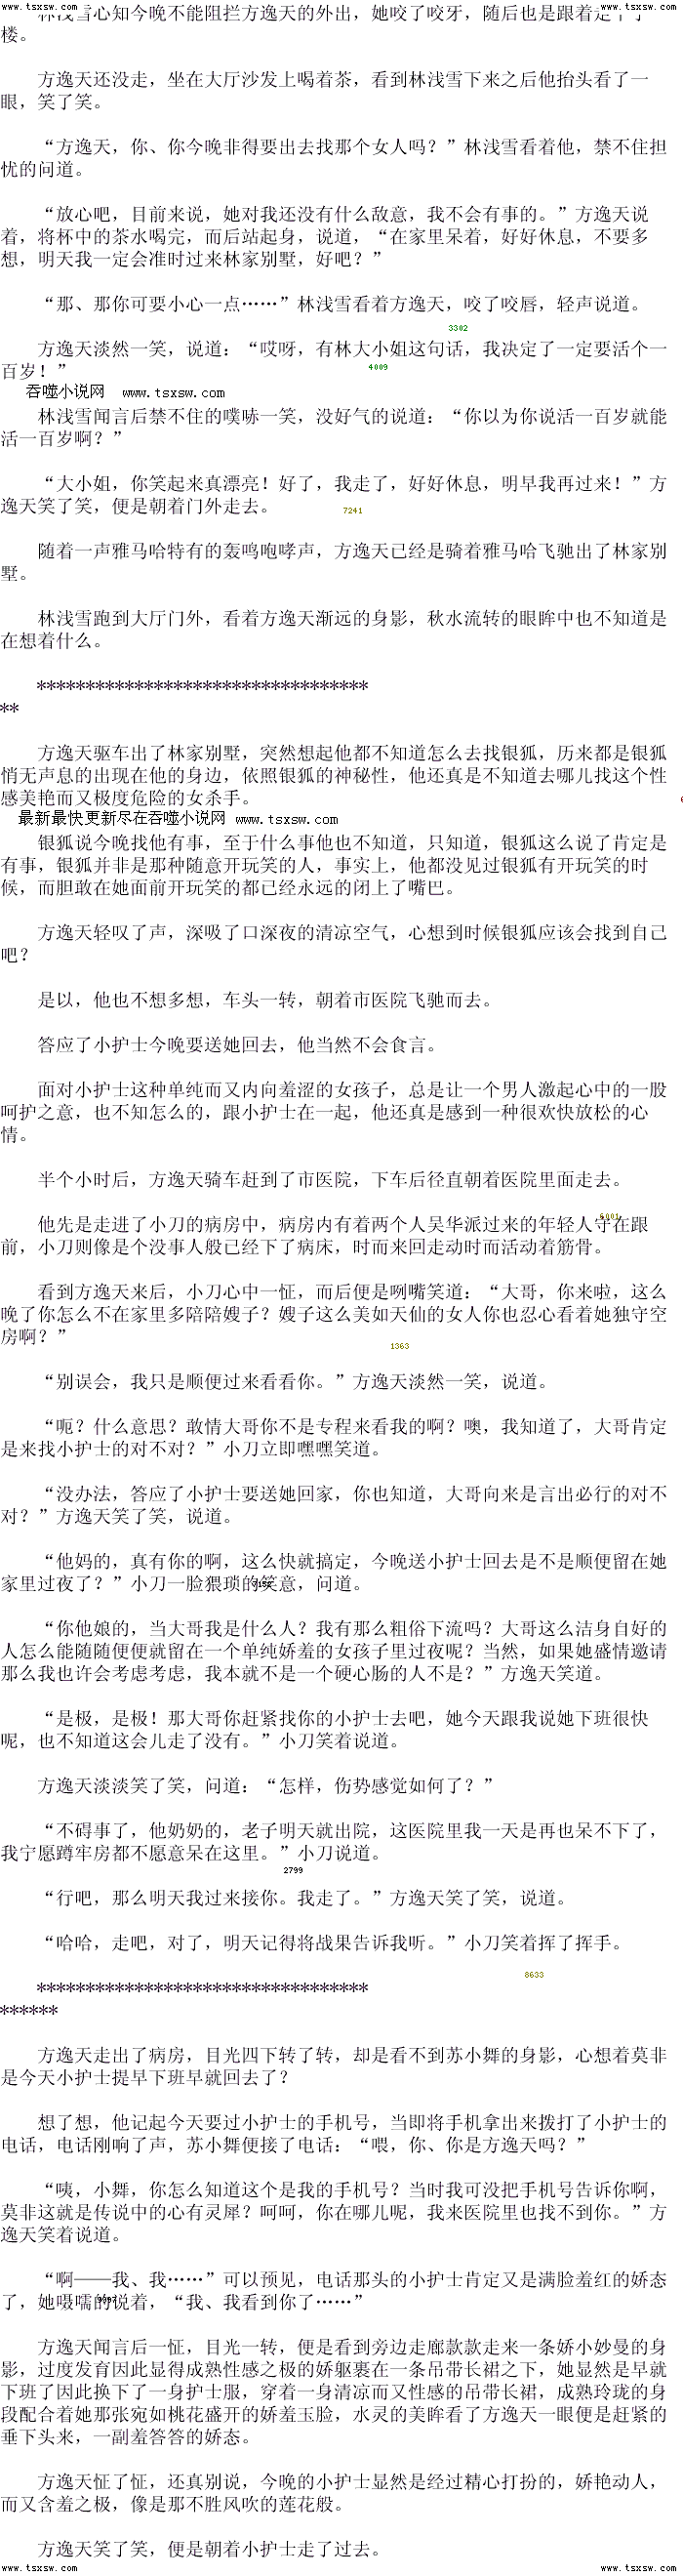 www.tsxsw.com www.tsxsw.com
林浅雪心知今晚不能阻拦方逸天的外出，她咬了咬牙，随后也是跟着走下了
楼。
方逸天还没走，坐在大厅沙发上喝着茶，看到林浅雪下来之后他抬头看了一
眼，笑了笑。
“方逸天，你、你今晚非得要出去找那个女人吗？”林浅雪看着他，禁不住担
忧的问道。
“放心吧，目前来说，她对我还没有什么敌意，我不会有事的。”方逸天说
着，将杯中的茶水喝完，而后站起身，说道，“在家里呆着，好好休息，不要多
想，明天我一定会准时过来林家别墅，好吧？”
“那、那你可要小心一点……”林浅雪看着方逸天，咬了咬唇，轻声说道。
3302
方逸天淡然一笑，说道：“哎呀，有林大小姐这句话，我决定了一定要活个一
百岁！”
4009
吞噬小说网 www.tsxsw.com
林浅雪闻言后禁不住的噗哧一笑，没好气的说道：“你以为你说活一百岁就能
活一百岁啊？”
“大小姐，你笑起来真漂亮！好了，我走了，好好休息，明早我再过来！”方
逸天笑了笑，便是朝着门外走去。
7241
随着一声雅马哈特有的轰鸣咆哮声，方逸天已经是骑着雅马哈飞驰出了林家别
墅。
林浅雪跑到大厅门外，看着方逸天渐远的身影，秋水流转的眼眸中也不知道是
在想着什么。
**********************************
**
方逸天驱车出了林家别墅，突然想起他都不知道怎么去找银狐，历来都是银狐
悄无声息的出现在他的身边，依照银狐的神秘性，他还真是不知道去哪儿找这个性
感美艳而又极度危险的女杀手。
最新最快更新尽在吞噬小说网 www.tsxsw.com
银狐说今晚找他有事，至于什么事他也不知道，只知道，银狐这么说了肯定是
有事，银狐并非是那种随意开玩笑的人，事实上，他都没见过银狐有开玩笑的时
候，而胆敢在她面前开玩笑的都已经永远的闭上了嘴巴。
方逸天轻叹了声，深吸了口深夜的清凉空气，心想到时候银狐应该会找到自己
吧？
是以，他也不想多想，车头一转，朝着市医院飞驰而去。
答应了小护士今晚要送她回去，他当然不会食言。
面对小护士这种单纯而又内向羞涩的女孩子，总是让一个男人激起心中的一股
呵护之意，也不知怎么的，跟小护士在一起，他还真是感到一种很欢快放松的心
情。
半个小时后，方逸天骑车赶到了市医院，下车后径直朝着医院里面走去。
6001
他先是走进了小刀的病房中，病房内有着两个人吴华派过来的年轻人守在跟
前，小刀则像是个没事人般已经下了病床，时而来回走动时而活动着筋骨。
看到方逸天来后，小刀心中一怔，而后便是咧嘴笑道：“大哥，你来啦，这么
晚了你怎么不在家里多陪陪嫂子？嫂子这么美如天仙的女人你也忍心看着她独守空
房啊？”
1363
“别误会，我只是顺便过来看看你。”方逸天淡然一笑，说道。
“呃？什么意思？敢情大哥你不是专程来看我的啊？噢，我知道了，大哥肯定
是来找小护士的对不对？”小刀立即嘿嘿笑道。
“没办法，答应了小护士要送她回家，你也知道，大哥向来是言出必行的对不
对？”方逸天笑了笑，说道。
“他妈的，真有你的啊，这么快就搞定，今晚送小护士回去是不是顺便留在她
家里过夜了？”小刀一脸猥琐的笑意，问道。
“你他娘的，当大哥我是什么人？我有那么粗俗下流吗？大哥这么洁身自好的
人怎么能随随便便就留在一个单纯娇羞的女孩子里过夜呢？当然，如果她盛情邀请
那么我也许会考虑考虑，我本就不是一个硬心肠的人不是？”方逸天笑道。
“是极，是极！那大哥你赶紧找你的小护士去吧，她今天跟我说她下班很快
呢，也不知道这会儿走了没有。”小刀笑着说道。
方逸天淡淡笑了笑，问道：“怎样，伤势感觉如何了？”
“不碍事了，他奶奶的，老子明天就出院，这医院里我一天是再也呆不下了，
我宁愿蹲牢房都不愿意呆在这里。”小刀说道。
2799
“行吧，那么明天我过来接你。我走了。”方逸天笑了笑，说道。
“哈哈，走吧，对了，明天记得将战果告诉我听。”小刀笑着挥了挥手。
8633
**********************************
******
方逸天走出了病房，目光四下转了转，却是看不到苏小舞的身影，心想着莫非
是今天小护士提早下班早就回去了？
想了想，他记起今天要过小护士的手机号，当即将手机拿出来拨打了小护士的
电话，电话刚响了声，苏小舞便接了电话：“喂，你、你是方逸天吗？”
“咦，小舞，你怎么知道这个是我的手机号？当时我可没把手机号告诉你啊，
莫非这就是传说中的心有灵犀？呵呵，你在哪儿呢，我来医院里也找不到你。”方
逸天笑着说道。
“啊——我、我……”可以预见，电话那头的小护士肯定又是满脸羞红的娇态
了，她嗫嚅的说着，“我、我看到你了……”
方逸天闻言后一怔，目光一转，便是看到旁边走廊款款走来一条娇小妙曼的身
影，过度发育因此显得成熟性感之极的娇躯裹在一条吊带长裙之下，她显然是早就
下班了因此换下了一身护士服，穿着一身清凉而又性感的吊带长裙，成熟玲珑的身
段配合着她那张宛如桃花盛开的娇羞玉脸，水灵的美眸看了方逸天一眼便是赶紧的
垂下头来，一副羞答答的娇态。
方逸天怔了怔，还真别说，今晚的小护士显然是经过精心打扮的，娇艳动人，
而又含羞之极，像是那不胜风吹的莲花般。
方逸天笑了笑，便是朝着小护士走了过去。
www.tsxsw.com www.tsxsw.com